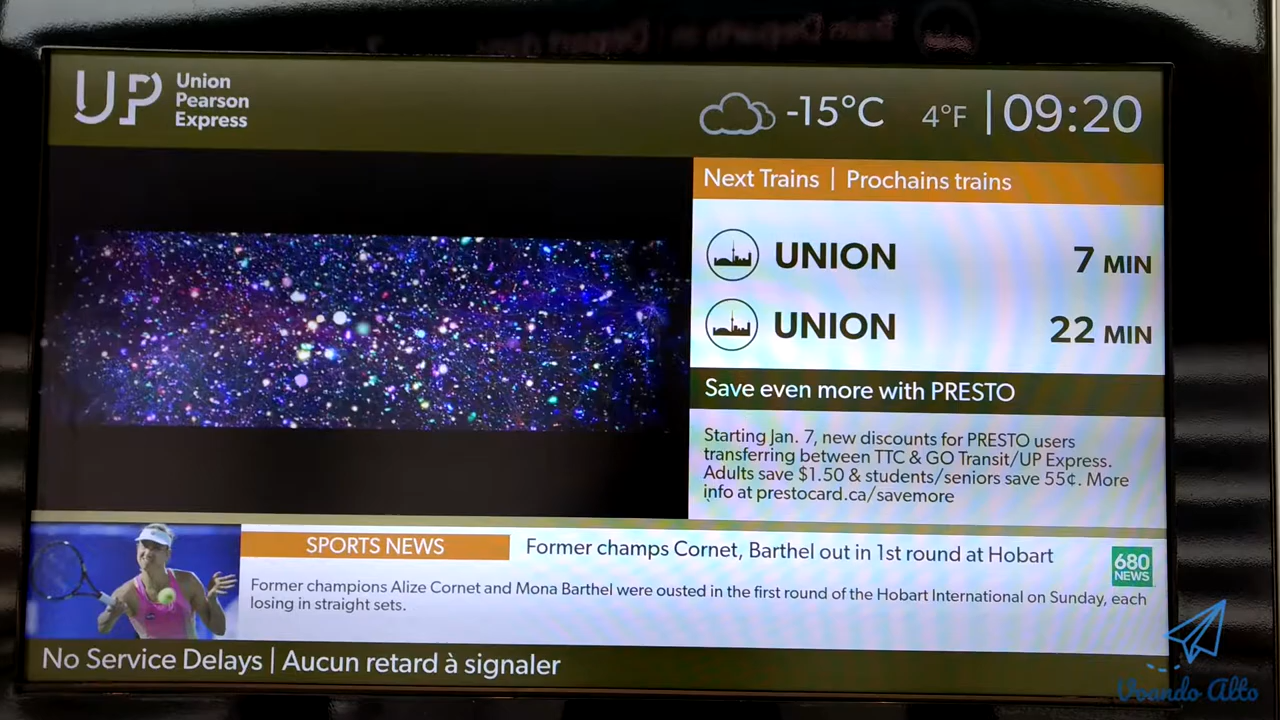 UP
Union
Pearson
Express
-15°C 4°F | 09:20
Next Trains | Prochains trains
UNION 7 MIN
UNION 22 MIN
Save even more with PRESTO
Starting Jan. 7, new discounts for PRESTO users
transferring between TTC & GO Transit/UP Express.
Adults save $1.50 & students/seniors save 55¢. More
info at prestocard.ca/savemore
SPORTS NEWS
Former champs Cornet, Barthel out in 1st round at Hobart
680
NEWS
Former champions Alize Cornet and Mona Barthel were ousted in the first round of the Hobart International on Sunday, each
losing in straight sets.
No Service Delays | Aucun retard à signaler
Voando Alto